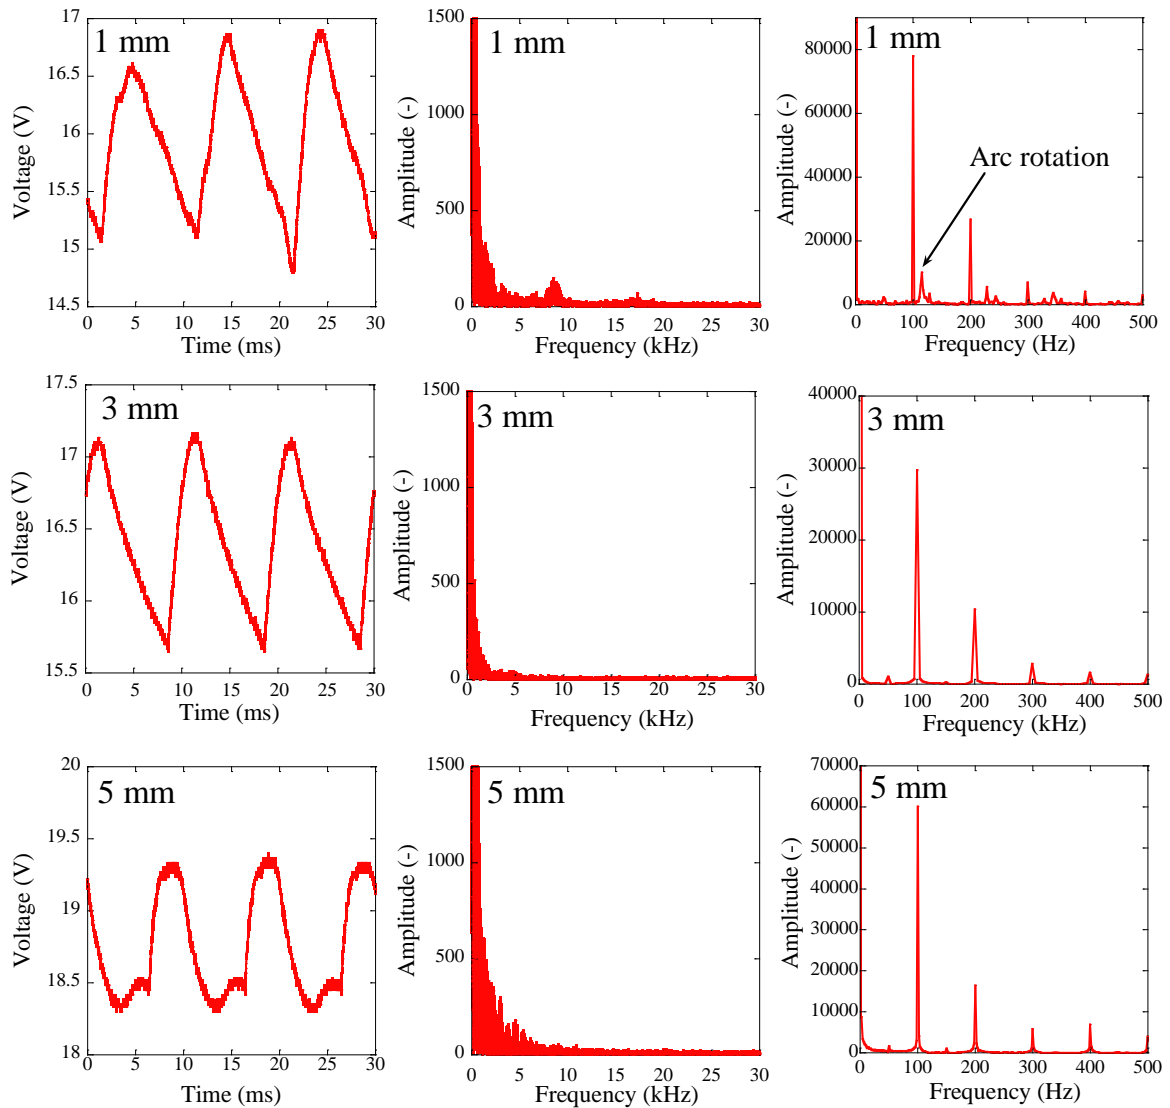 1 mm
17
16.5
16
15.5
15
14.5
0 5 10 15 20 25 30
Voltage (V)
Time (ms)
1 mm
1500
1000
500
0
0 5 10 15 20 25 30
Amplitude (-)
Frequency (kHz)
1 mm
Arc rotation
80000
60000
40000
20000
0
0 100 200 300 400 500
Amplitude (-)
Frequency (Hz)
3 mm
17.5
17
16.5
16
15.5
0 5 10 15 20 25 30
Voltage (V)
Time (ms)
3 mm
1500
1000
500
0
0 5 10 15 20 25 30
Amplitude (-)
Frequency (kHz)
3 mm
40000
30000
20000
10000
0
0 100 200 300 400 500
Amplitude (-)
Frequency (kHz)
5 mm
20
19.5
19
18.5
18
0 5 10 15 20 25 30
Voltage (V)
Time (ms)
5 mm
1500
1000
500
0
0 5 10 15 20 25 30
Amplitude (-)
Frequency (kHz)
5 mm
70000
60000
50000
40000
30000
20000
10000
0
0 100 200 300 400 500
Amplitude (-)
Frequency (Hz)